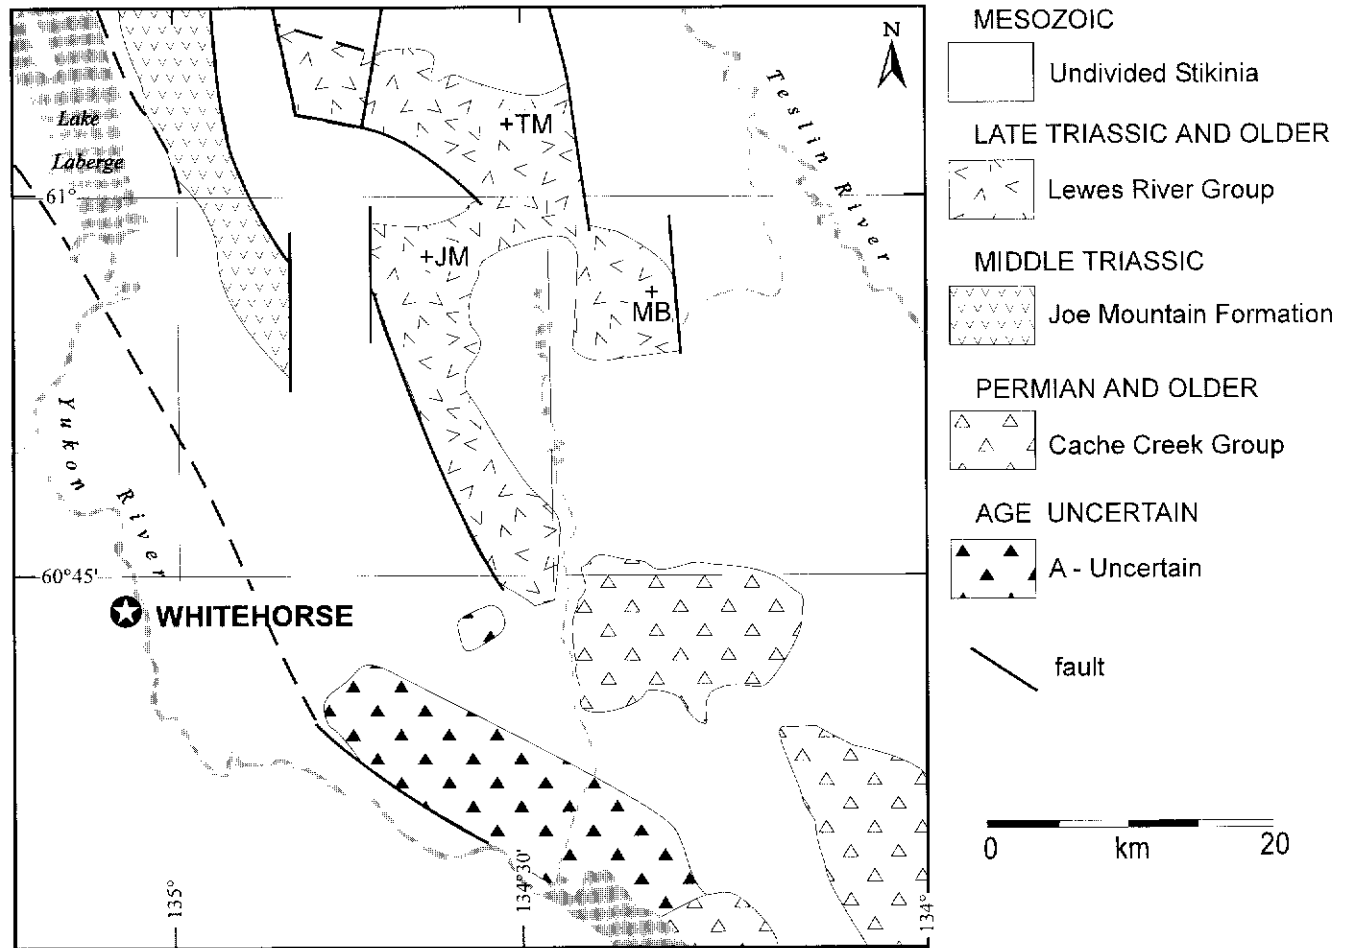 N
Lake
Laberge
Teslin River
+TM
61°
+JM
+
MB
Yukon River
60°45'
WHITEHORSE
135°
134°30'
134°
MESOZOIC
Undivided Stikinia
LATE TRIASSIC AND OLDER
Lewes River Group
MIDDLE TRIASSIC
Joe Mountain Formation
PERMIAN AND OLDER
Cache Creek Group
AGE UNCERTAIN
A - Uncertain
fault
0 km 20